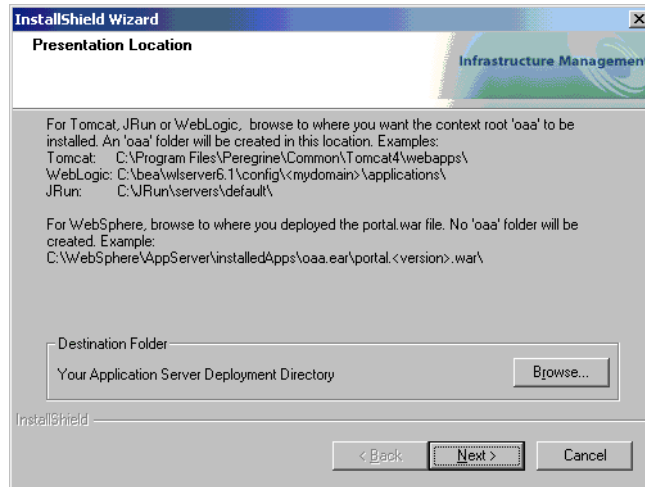 InstallShield Wizard
Presentation Location
Infrastructure Management
For Tomcat, JRun or WebLogic, browse to where you want the context root 'oaa' to be
installed. An 'oaa' folder will be created in this location. Examples:
Tomcat: C:\Program Files\Peregrine\Common\Tomcat4\webapps\
WebLogic: C:\bea\wlserver6.1\config\<mydomain>\applications\
JRun: C:\JRun\servers\default\
For WebSphere, browse to where you deployed the portal.war file. No 'oaa' folder will be
created. Example:
C:\WebSphere\AppServer\installedApps\oaa.ear\portal.<version>.war\
Destination Folder
Your Application Server Deployment Directory
Browse...
InstallShield
< Back
Next >
Cancel